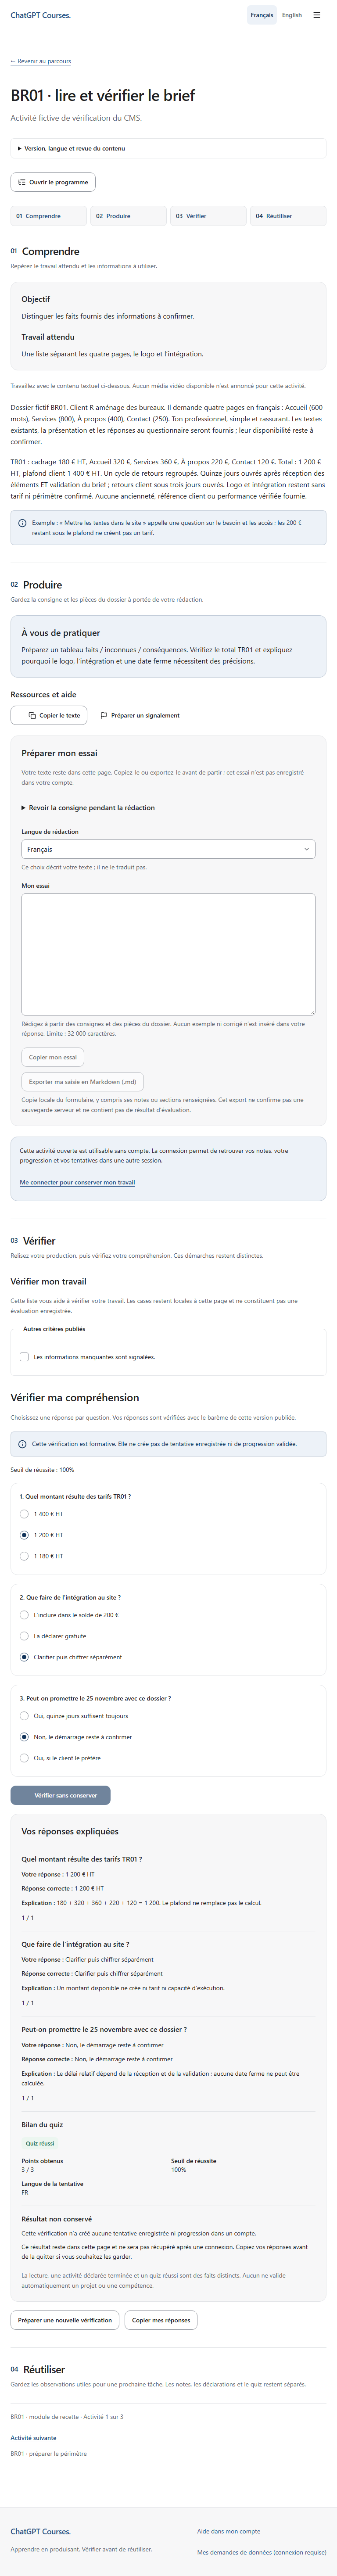 ChatGPT Courses.
Français
English
← Revenir au parcours
BR01 · lire et vérifier le brief
Activité fictive de vérification du CMS.
Version, langue et revue du contenu
Ouvrir le programme
01 Comprendre
02 Produire
03 Vérifier
04 Réutiliser
01 Comprendre
Repérez le travail attendu et les informations à utiliser.
Objectif
Distinguer les faits fournis des informations à confirmer.
Travail attendu
Une liste séparant les quatre pages, le logo et l'intégration.
Travaillez avec le contenu textuel ci-dessous. Aucun média vidéo disponible n'est annoncé pour cette activité.
Dossier fictif BR01. Client R aménage des bureaux. Il demande quatre pages en français : Accueil (600
mots), Services (800), À propos (400), Contact (250). Ton professionnel, simple et rassurant. Les textes
existants, la présentation et les réponses au questionnaire seront fournis ; leur disponibilité reste à
confirmer.
TR01 : cadrage 180 € HT, Accueil 320 €, Services 360 €, À propos 220 €, Contact 120 €. Total : 1 200 €
HT, plafond client 1 400 € HT. Un cycle de retours regroupés. Quinze jours ouvrés après réception des
éléments ET validation du brief ; retours client sous trois jours ouvrés. Logo et intégration restent sans
tarif ni périmètre confirmé. Aucune ancienneté, référence client ou performance vérifiée fournie.
Exemple : « Mettre les textes dans le site » appelle une question sur le besoin et les accès ; les 200 €
restant sous le plafond ne créent pas un tarif.
02 Produire
Gardez la consigne et les pièces du dossier à portée de votre rédaction.
À vous de pratiquer
Préparez un tableau faits / inconnues / conséquences. Vérifiez le total TR01 et expliquez
pourquoi le logo, l'intégration et une date ferme nécessitent des précisions.
Ressources et aide
Copier le texte
Préparer un signalement
Préparer mon essai
Votre texte reste dans cette page. Copiez-le ou exportez-le avant de partir : cet essai n'est pas enregistré
dans votre compte.
Revoir la consigne pendant la rédaction
Langue de rédaction
Français
Ce choix décrit votre texte ; il ne le traduit pas.
Mon essai
Rédigez à partir des consignes et des pièces du dossier. Aucun exemple ni corrigé n'est inséré dans votre
réponse. Limite : 32 000 caractères.
Copier mon essai
Exporter ma saisie en Markdown (.md)
Copie locale du formulaire, y compris ses notes ou sections renseignées. Cet export ne confirme pas une
sauvegarde serveur et ne contient pas de résultat d'évaluation.
Cette activité ouverte est utilisable sans compte. La connexion permet de retrouver vos notes, votre
progression et vos tentatives dans une autre session.
Me connecter pour conserver mon travail
03 Vérifier
Relisez votre production, puis vérifiez votre compréhension. Ces démarches restent distinctes.
Vérifier mon travail
Cette liste vous aide à vérifier votre travail. Les cases restent locales à cette page et ne constituent pas une
évaluation enregistrée.
Autres critères publiés
Les informations manquantes sont signalées.
Vérifier ma compréhension
Choisissez une réponse par question. Vos réponses sont vérifiées avec le barème de cette version publiée.
Cette vérification est formative. Elle ne crée pas de tentative enregistrée ni de progression validée.
Seuil de réussite : 100%
1. Quel montant résulte des tarifs TR01 ?
1 400 € HT
1 200 € HT
1 180 € HT
2. Que faire de l'intégration au site ?
L'inclure dans le solde de 200 €
La déclarer gratuite
Clarifier puis chiffrer séparément
3. Peut-on promettre le 25 novembre avec ce dossier ?
Oui, quinze jours suffisent toujours
Non, le démarrage reste à confirmer
Oui, si le client le préfère
Vérifier sans conserver
Vos réponses expliquées
Quel montant résulte des tarifs TR01 ?
Votre réponse : 1 200 € HT
Réponse correcte : 1 200 € HT
Explication : 180 + 320 + 360 + 220 + 120 = 1 200. Le plafond ne remplace pas le calcul.
1 / 1
Que faire de l'intégration au site ?
Votre réponse : Clarifier puis chiffrer séparément
Réponse correcte : Clarifier puis chiffrer séparément
Explication : Un montant disponible ne crée ni tarif ni capacité d'exécution.
1 / 1
Peut-on promettre le 25 novembre avec ce dossier ?
Votre réponse : Non, le démarrage reste à confirmer
Réponse correcte : Non, le démarrage reste à confirmer
Explication : Le délai relatif dépend de la réception et de la validation ; aucune date ferme ne peut être
calculée.
1 / 1
Bilan du quiz
Quiz réussi
Points obtenus
3 / 3
Seuil de réussite
100%
Langue de la tentative
FR
Résultat non conservé
Cette vérification n'a créé aucune tentative enregistrée ni progression dans un compte.
Ce résultat reste dans cette page et ne sera pas récupéré après une connexion. Copiez vos réponses avant
de la quitter si vous souhaitez les garder.
La lecture, une activité déclarée terminée et un quiz réussi sont des faits distincts. Aucun ne valide
automatiquement un projet ou une compétence.
Préparer une nouvelle vérification
Copier mes réponses
04 Réutiliser
Gardez les observations utiles pour une prochaine tâche. Les notes, les déclarations et le quiz restent séparés.
BR01 · module de recette · Activité 1 sur 3
Activité suivante
BR01 · préparer le périmètre
ChatGPT Courses.
Apprendre en produisant. Vérifier avant de réutiliser.
Aide dans mon compte
Mes demandes de données (connexion requise)